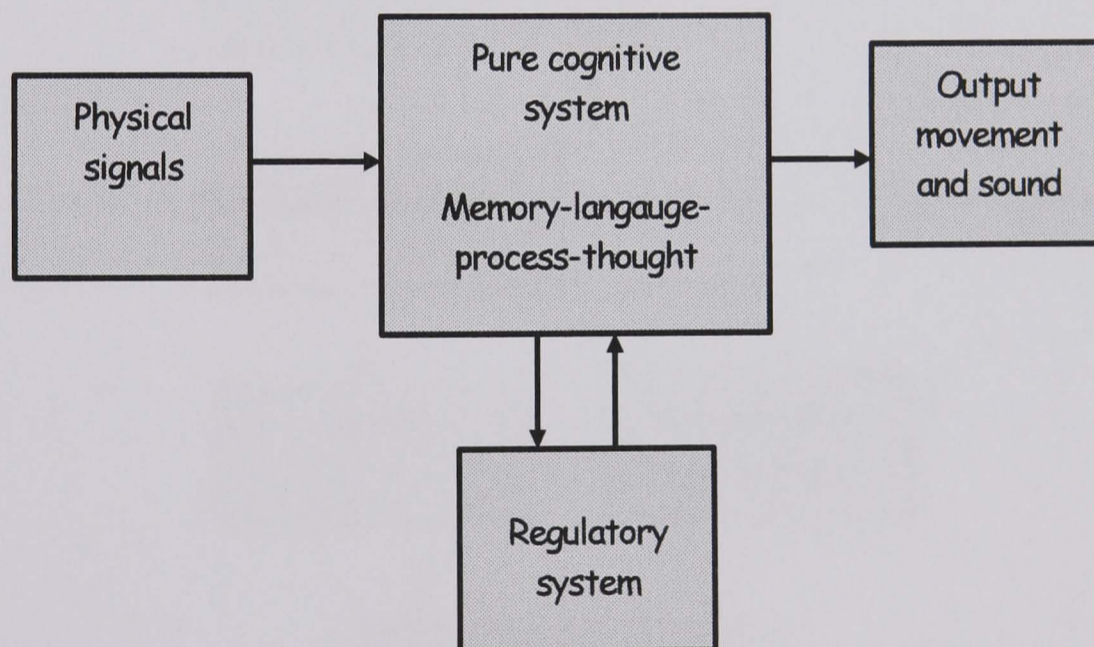 Physical
signals
Pure cognitive
system
Memory-langauge-
process-thought
Output
movement
and sound
Regulatory
system